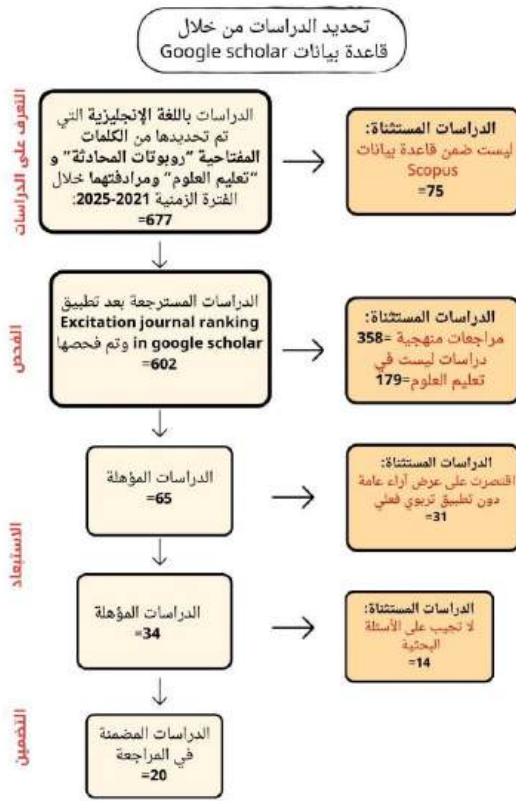 تحديد الدراسات من خلال
قاعدة بيانات Google scholar
التعرف على الدراسات
الدراسات باللغة الإنجليزية التي
تم تحديدها من الكلمات
المفتاحية "روبوتات المحادثة" و
"تعليم العلوم" ومرادفتهما خلال
الفترة الزمنية 2021-2025:
=677
الدراسات المستثناة:
ليست ضمن قاعدة بيانات
Scopus
=75
الفحص
الدراسات المسترجعة بعد تطبيق
Excitation journal ranking
in google scholar وتم فحصها
=602
الدراسات المستثناة:
مراجعات منهجية =358
دراسات ليست في
تعليم العلوم=179
الاستبعاد
الدراسات المؤهلة
=65
الدراسات المستثناة:
اقتصرت على عرض آراء عامة
دون تطبيق تربوي فعلي
=31
الدراسات المؤهلة
=34
الدراسات المستثناة:
لا تجيب على الأسئلة
البحثية
=14
التضمين
الدراسات المضمنة
في المراجعة
=20